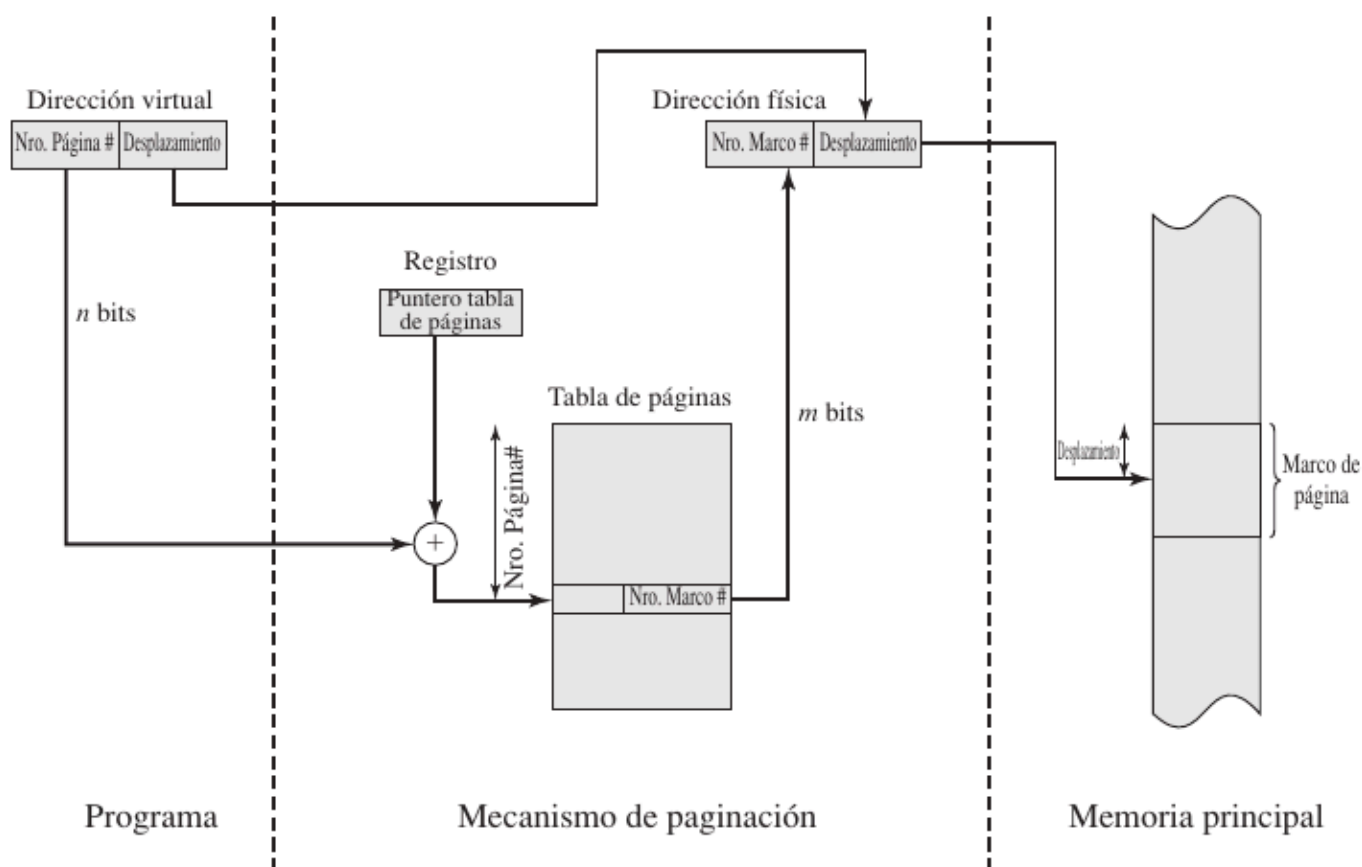 Dirección virtual
Nro. Página # Desplazamiento
Dirección física
Nro. Marco # Desplazamiento
Registro
Puntero tabla
de páginas
n bits
Tabla de páginas
m bits
Nro. Página#
Nro. Marco #
+
Desplazamiento
Marco de
página
Programa
Mecanismo de paginación
Memoria principal